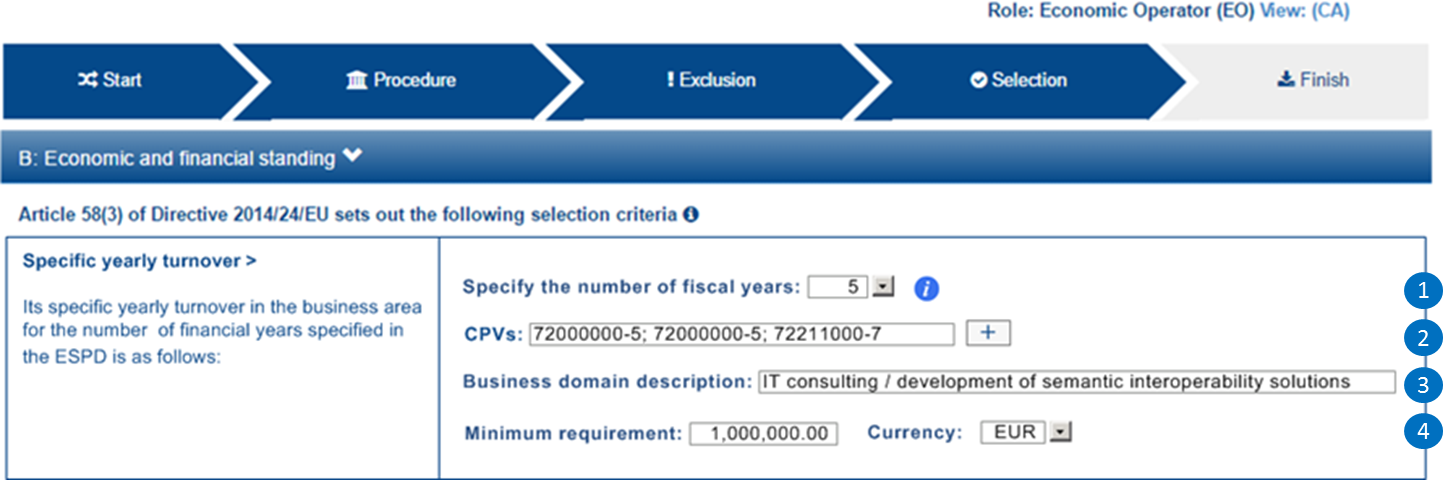 Role: Economic Operator (EO) View: (CA)
Start
Procedure
! Exclusion
Selection
Finish
B: Economic and financial standing
Article 58(3) of Directive 2014/24/EU sets out the following selection criteria
Specific yearly turnover >
Its specific yearly turnover in the business area
for the number of financial years specified in
the ESPD is as follows:
Specify the number of fiscal years: 5 i 1
CPVs: 72000000-5; 72000000-5; 72211000-7 + 2
Business domain description: IT consulting / development of semantic interoperability solutions 3
Minimum requirement: 1,000,000.00 Currency: EUR 4